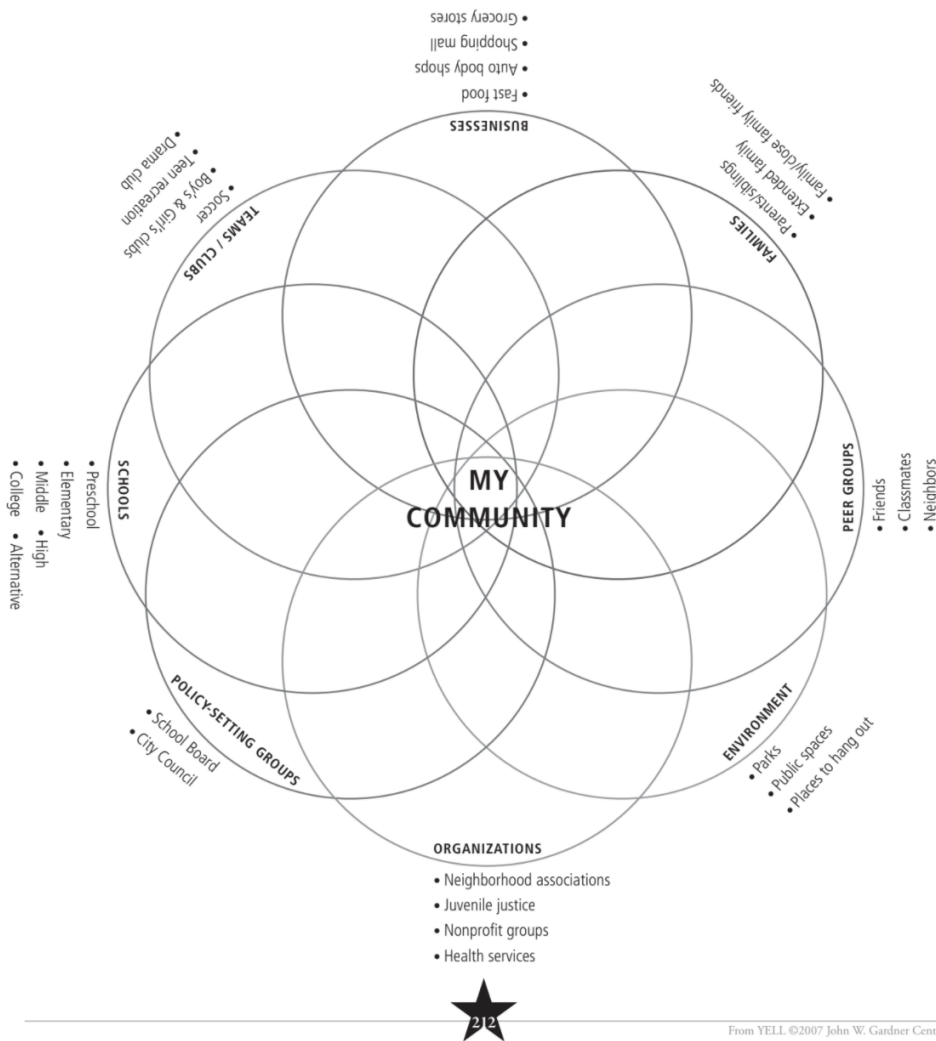 • Grocery stores
• Shopping mall
• Auto body shops
• Fast food
BUSINESSES
• Family/close family friends
• Extended family
• Parents/siblings
FAMILIES
• Drama club
• Teen recreation
• Boy's & Girl's clubs
• Soccer
TEAMS / CLUBS
MY
COMMUNITY
SCHOOLS
• Preschool
• Elementary
• Middle • High
• College • Alternative
PEER GROUPS
• Friends
• Classmates
• Neighbors
POLICY-SETTING GROUPS
• School Board
• City Council
ENVIRONMENT
• Parks
• Public spaces
• Places to hang out
ORGANIZATIONS
• Neighborhood associations
• Juvenile justice
• Nonprofit groups
• Health services
212
From YELL ©2007 John W. Gardner Cent